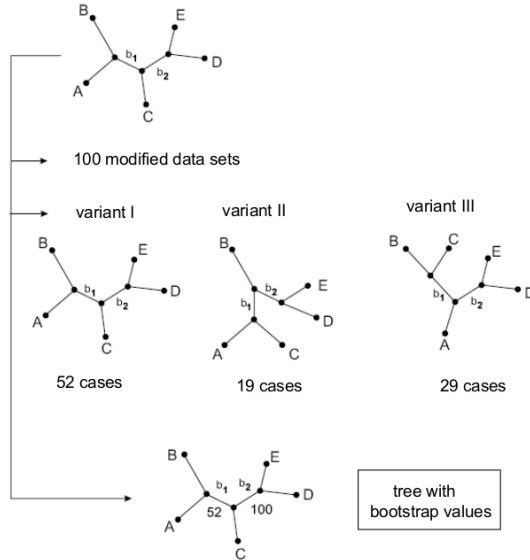 B
E
b1
b2
D
A
C
100 modified data sets
variant I
variant II
variant III
B
E
b1
b2
D
A
C
B
b2
E
b1
D
A
C
B
C
E
b1
b2
D
A
52 cases
19 cases
29 cases
B
E
b1
b2
D
52
100
A
C
tree with
bootstrap values